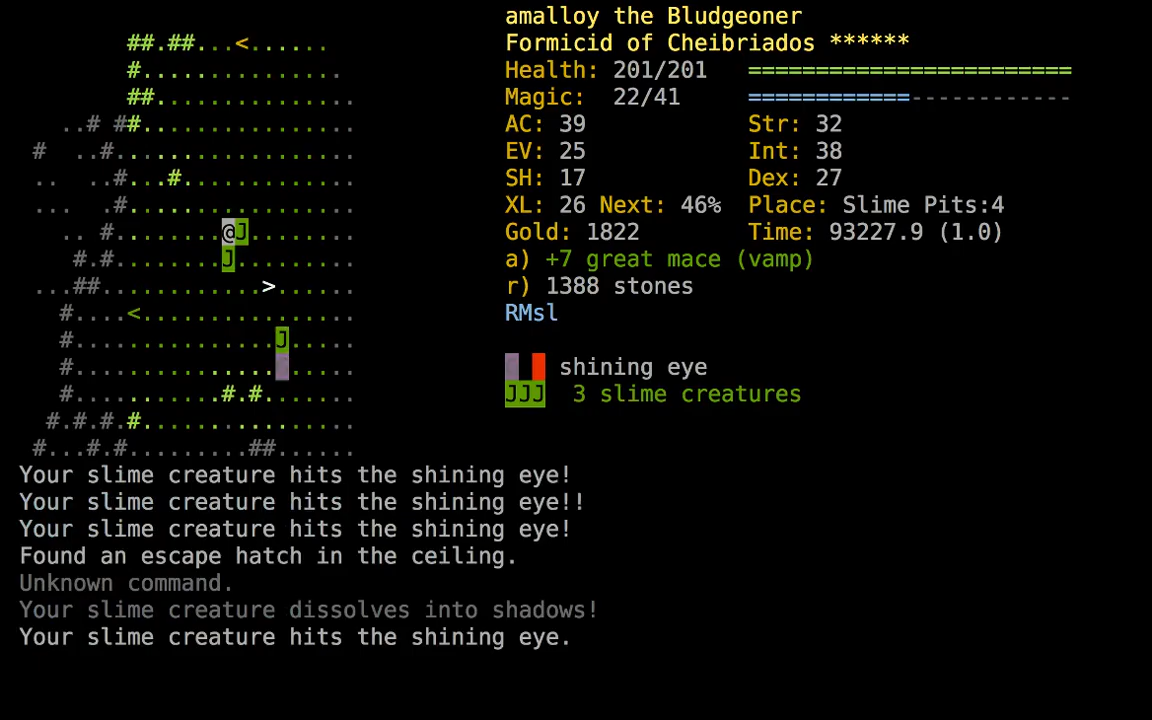 amalloy the Bludgeoner
##.##...<......  Formicid of Cheibriados ******
#...............  Health: 201/201  ========================
##...............  Magic:  22/41  ============------------
..# ##................  AC: 39  Str: 32
#   ..#..................  EV: 25  Int: 38
..   ..#...#.............  SH: 17  Dex: 27
...   .#.................  XL: 26 Next: 46%  Place: Slime Pits:4
.. #........@J........  Gold: 1822  Time: 93227.9 (1.0)
#.#........J.........  a) +7 great mace (vamp)
...##............>......  r) 1388 stones
#....<................  RMsl
#...............J.....
#.....................  shining eye
#...........#.#.......  JJJ  3 slime creatures
#.#.#.#................
#...#.#.........##......
Your slime creature hits the shining eye!
Your slime creature hits the shining eye!!
Your slime creature hits the shining eye!
Found an escape hatch in the ceiling.
Unknown command.
Your slime creature dissolves into shadows!
Your slime creature hits the shining eye.